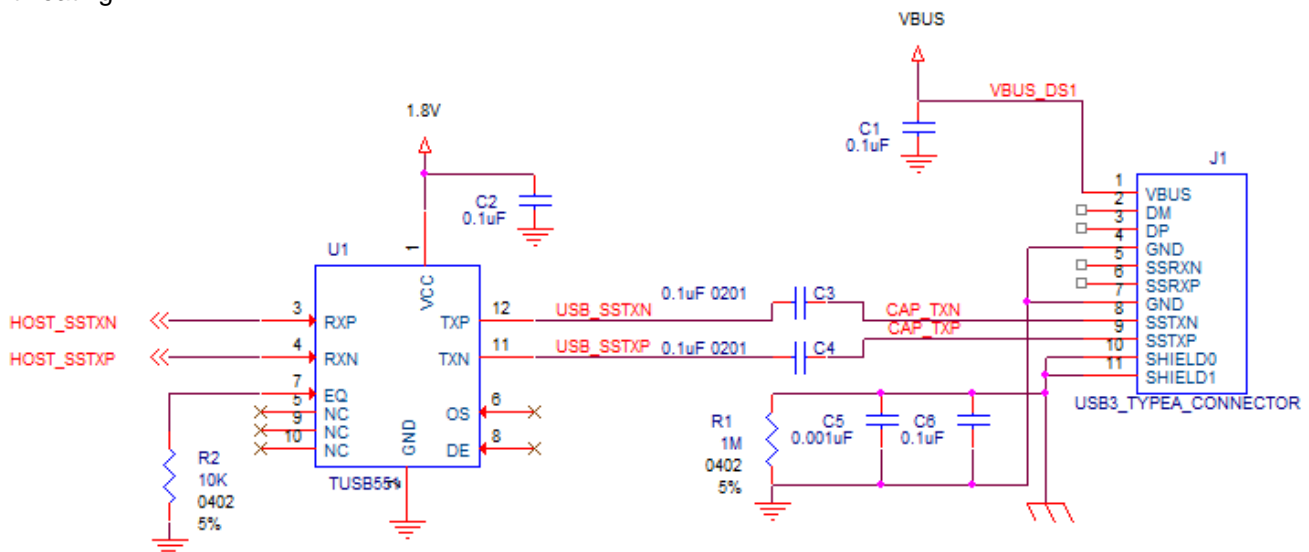 VBUS
VBUS_DS1
1.8V
C1
0.1uF
J1
C2
0.1uF
1
VBUS
2
DM
3
DP
4
GND
5
SSRXN
6
SSRXP
7
GND
8
SSTXN
9
SSTXP
10
SHIELD0
11
SHIELD1
USB3_TYPEA_CONNECTOR
U1
1
VCC
HOST_SSTXN
3
RXP
TXP
12
USB_SSTXN
0.1uF 0201
C3
CAP_TXN
HOST_SSTXP
4
RXN
TXN
11
USB_SSTXP
0.1uF 0201
C4
CAP_TXP
7
EQ
5
NC
9
NC
10
NC
OS
6
DE
8
GND
R2
10K
0402
5%
R1
1M
0402
5%
C5
0.001uF
C6
0.1uF